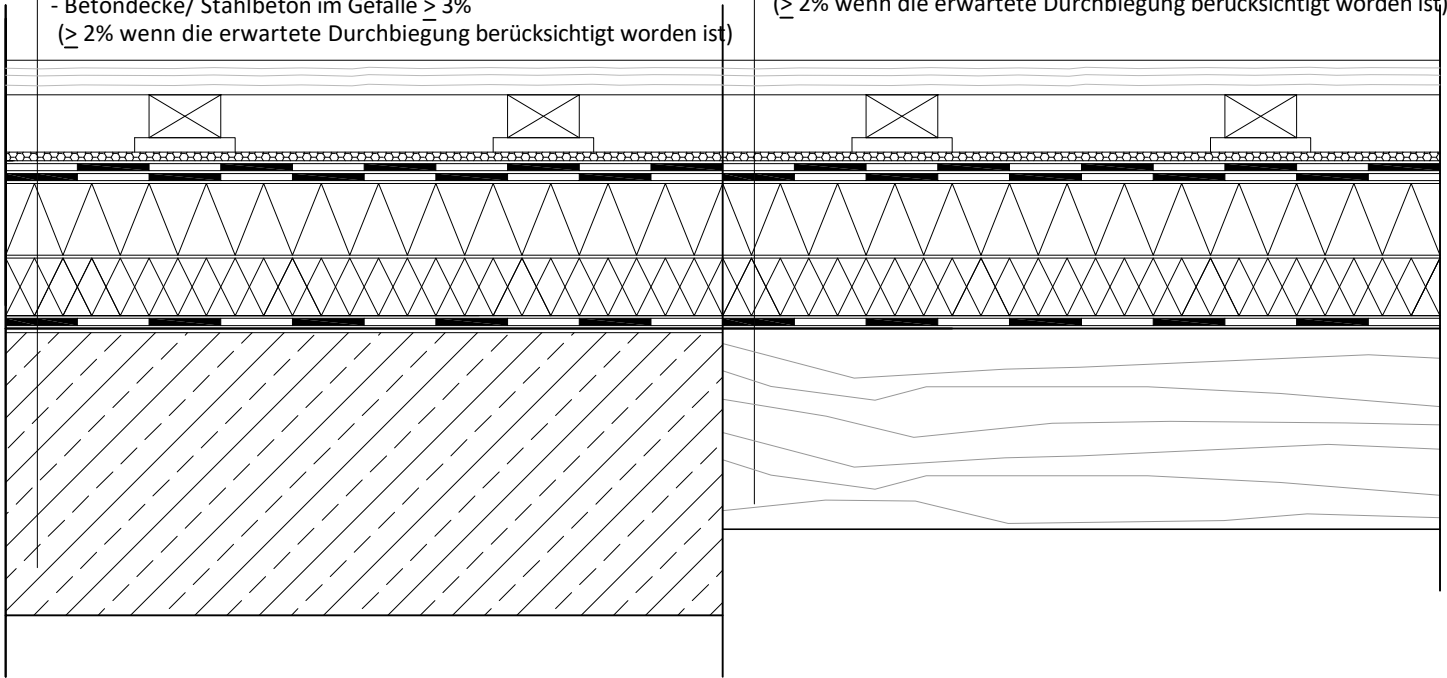 - Betondecke/ Stahlbeton im Gefälle ≥ 3%
(≥ 2% wenn die erwartete Durchbiegung berücksichtigt worden ist)
(≥ 2% wenn die erwartete Durchbiegung berücksichtigt worden ist)